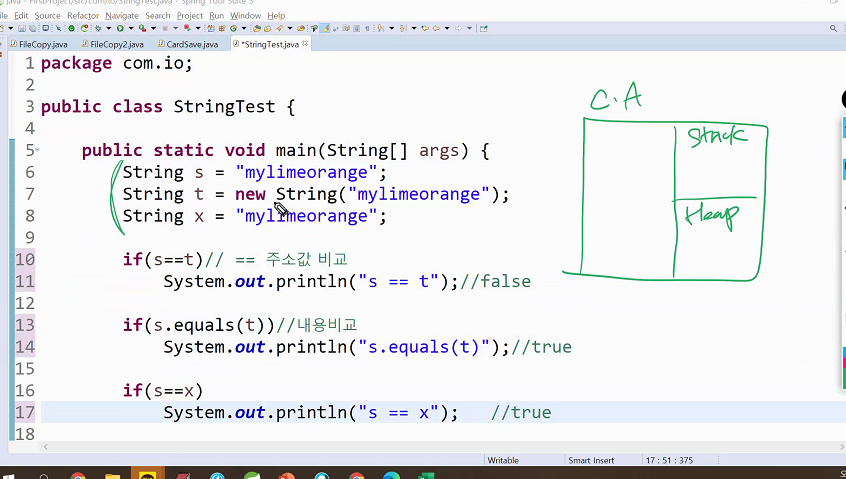 Edit Source Refactor Navigate Search Project Run Window Help
FileCopy.java FileCopy2.java CardSave.java *StringTest.java
1 package com.io;
2
3 public class StringTest {
4
5 public static void main(String[] args) {
6 String s = "mylimeorange";
7 String t = new String("mylimeorange");
8 String x = "mylimeorange";
9
10 if(s==t)// == 주소값 비교
11 System.out.println("s == t");//false
12
13 if(s.equals(t))//내용비교
14 System.out.println("s.equals(t)");//true
15
16 if(s==x)
17 System.out.println("s == x"); //true
18
C.A
Stack
Heap
Writable Smart Insert 17 : 51 : 375